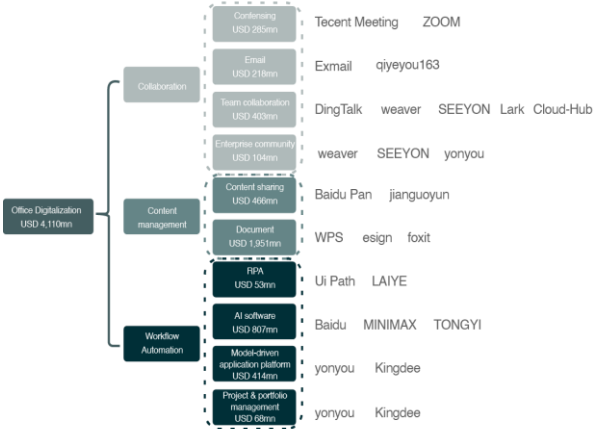 Confensing
USD 285mn
Tecent Meeting ZOOM
Email
USD 218mn
Exmail qiyeyou163
Collaboration
Team collaboration
USD 403mn
DingTalk weaver SEEYON Lark Cloud-Hub
Enterprise community
USD 104mn
weaver SEEYON yonyou
Content sharing
USD 466mn
Baidu Pan jianguoyun
Office Digitalization
USD 4,110mn
Content
management
Document
USD 1,951mn
WPS esign foxit
RPA
USD 53mn
Ui Path LAIYE
AI software
USD 807mn
Baidu MINIMAX TONGYI
Workflow
Automation
Model-driven
application platform
USD 414mn
yonyou Kingdee
Project & portfolio
management
USD 68mn
yonyou Kingdee